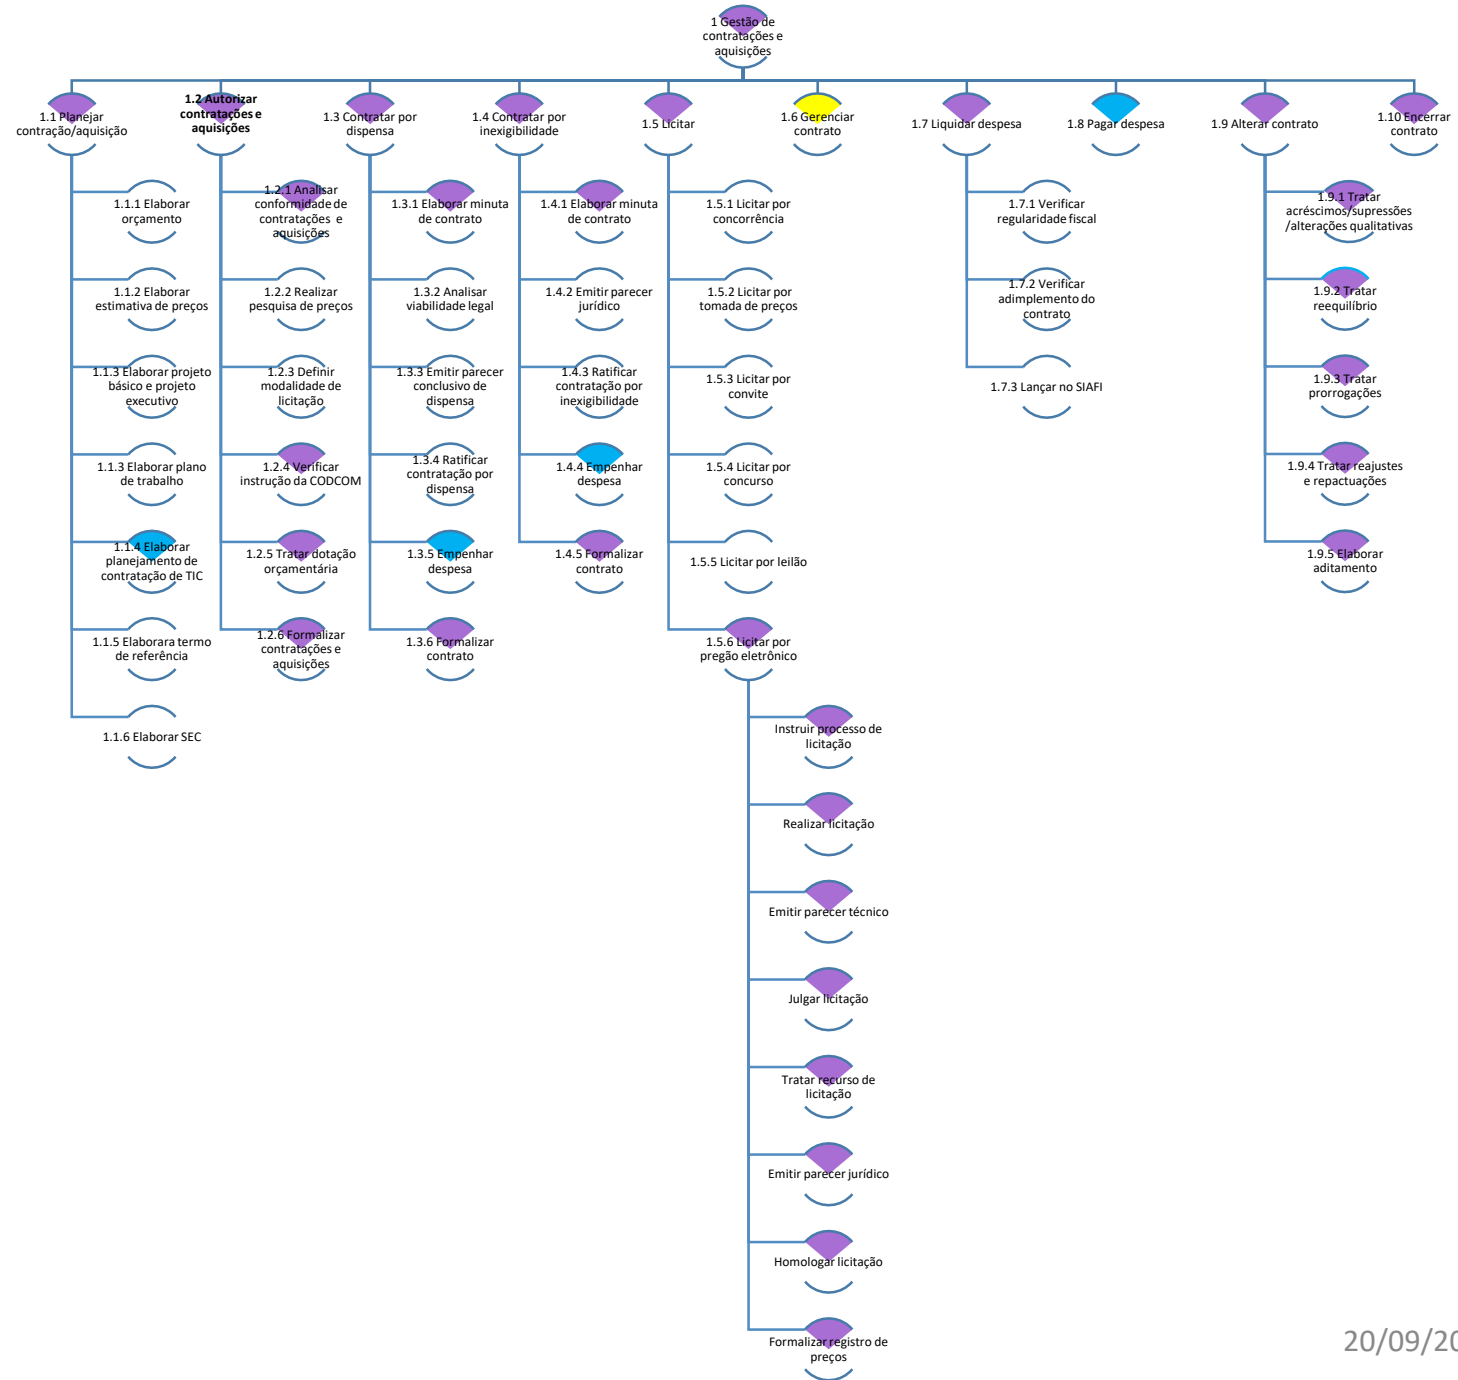 1 Gestão de
contratações e
aquisições
1.1 Planejar
contração/aquisição
1.2 Autorizar
contratações e
aquisições
1.3 Contratar por
dispensa
1.4 Contratar por
inexigibilidade
1.5 Licitar
1.6 Gerenciar
contrato
1.7 Liquidar despesa
1.8 Pagar despesa
1.9 Alterar contrato
1.10 Encerrar
contrato
1.1.1 Elaborar
orçamento
1.1.2 Elaborar
estimativa de preços
1.1.3 Elaborar projeto
básico e projeto
executivo
1.1.3 Elaborar plano
de trabalho
1.1.4 Elaborar
planejamento de
contratação de TIC
1.1.5 Elaborara termo
de referência
1.1.6 Elaborar SEC
1.2.1 Analisar
conformidade de
contratações e
aquisições
1.2.2 Realizar
pesquisa de preços
1.2.3 Definir
modalidade de
licitação
1.2.4 Verificar
instrução da CODCOM
1.2.5 Tratar dotação
orçamentária
1.2.6 Formalizar
contratações e
aquisições
1.3.1 Elaborar minuta
de contrato
1.3.2 Analisar
viabilidade legal
1.3.3 Emitir parecer
conclusivo de
dispensa
1.3.4 Ratificar
contratação por
dispensa
1.3.5 Empenhar
despesa
1.3.6 Formalizar
contrato
1.4.1 Elaborar minuta
de contrato
1.4.2 Emitir parecer
jurídico
1.4.3 Ratificar
contratação por
inexigibilidade
1.4.4 Empenhar
despesa
1.4.5 Formalizar
contrato
1.5.1 Licitar por
concorrência
1.5.2 Licitar por
tomada de preços
1.5.3 Licitar por
convite
1.5.4 Licitar por
concurso
1.5.5 Licitar por leilão
1.5.6 Licitar por
pregão eletrônico
Instruir processo de
licitação
Realizar licitação
Emitir parecer técnico
Julgar licitação
Tratar recurso de
licitação
Emitir parecer jurídico
Homologar licitação
Formalizar registro de
preços
1.7.1 Verificar
regularidade fiscal
1.7.2 Verificar
adimplemento do
contrato
1.7.3 Lançar no SIAFI
1.9.1 Tratar
acréscimos/supressões
/alterações qualitativas
1.9.2 Tratar
reequilíbrio
1.9.3 Tratar
prorrogações
1.9.4 Tratar reajustes
e repactuações
1.9.5 Elaborar
aditamento
20/09/20